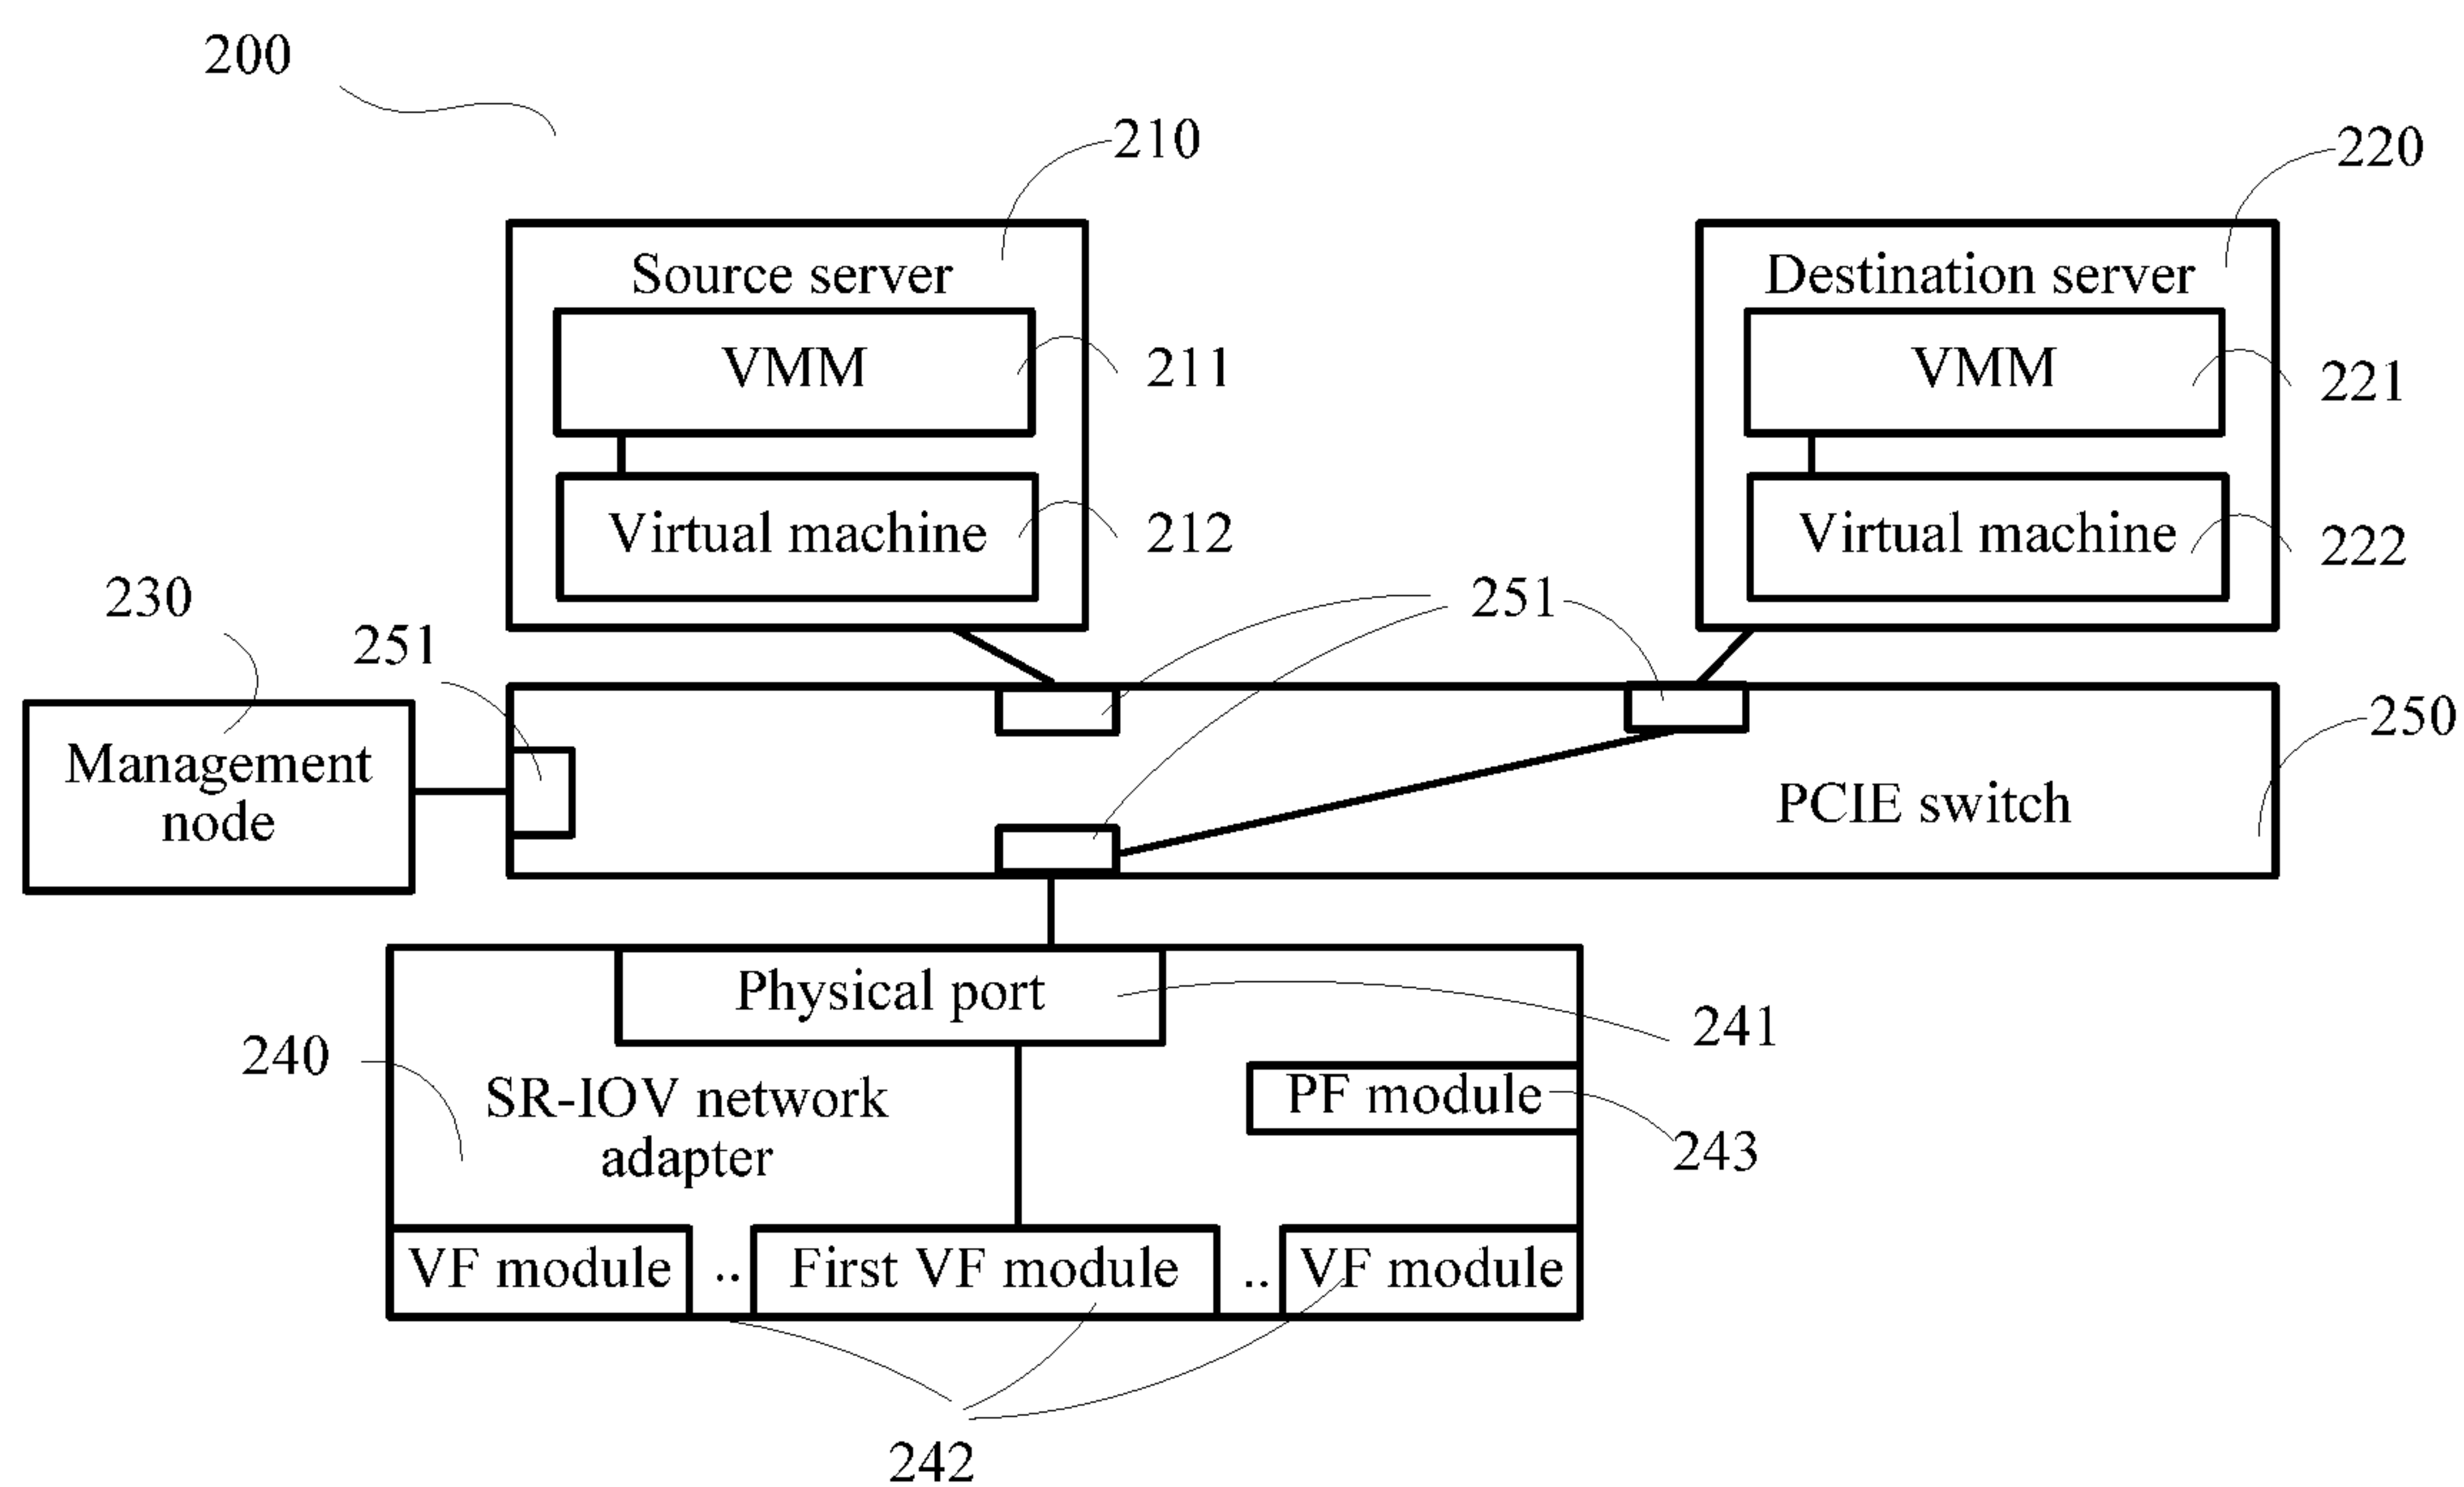 200
210
220
Source server
Destination server
VMM
211
VMM
221
Virtual machine
212
Virtual machine
222
230
251
251
Management
node
PCIE switch
250
Physical port
241
240
SR-IOV network
adapter
PF module
243
VF module
..
First VF module
..
VF module
242